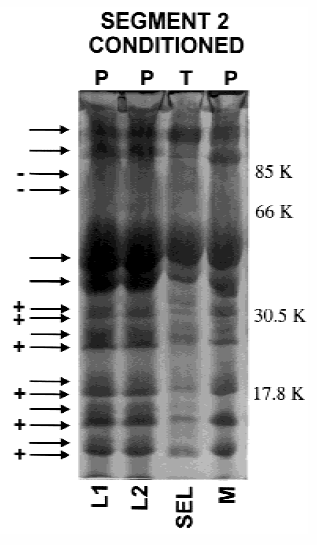 SEGMENT 2
CONDITIONED
P P T P
- 85 K
-
66 K
+
+ 30.5 K
+
+ 17.8 K
+
+
L1 L2 SEL M